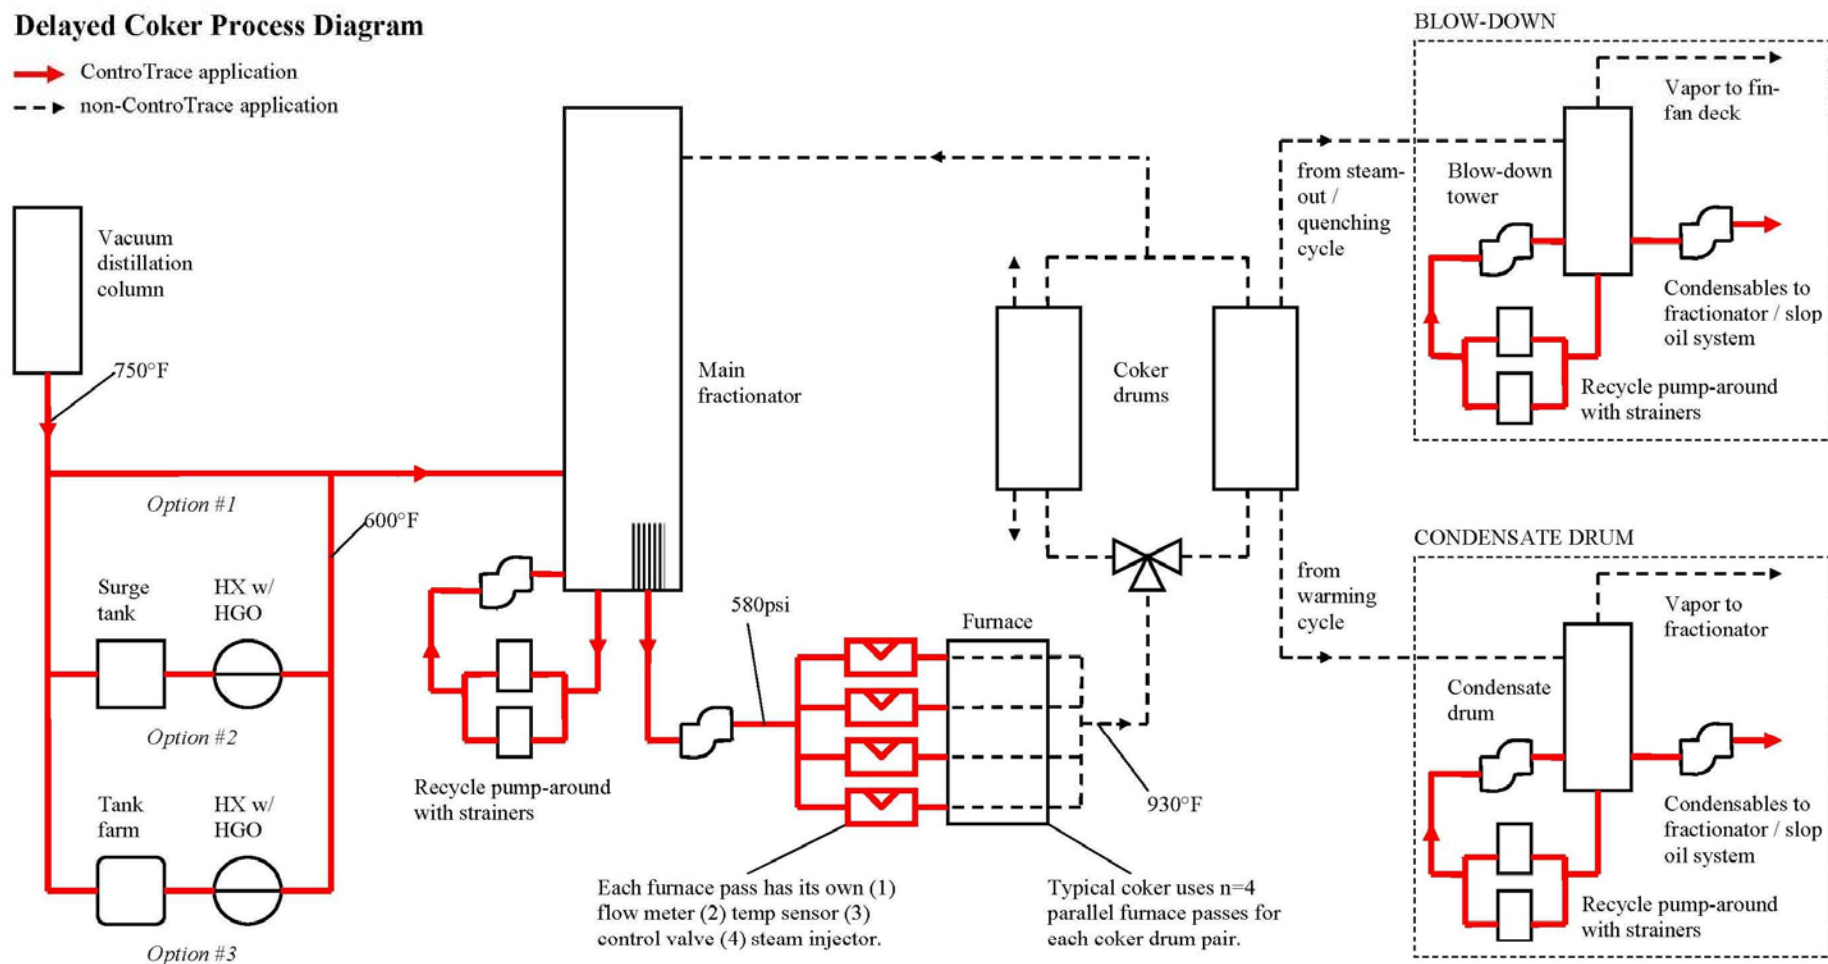 Delayed Coker Process Diagram
ControTrace application
non-ControTrace application
Vacuum
distillation
column
750°F
Option #1
600°F
Surge
tank
HX w/
HGO
Option #2
Tank
farm
HX w/
HGO
Option #3
Main
fractionator
Recycle pump-around
with strainers
580psi
Furnace
930°F
Each furnace pass has its own (1)
flow meter (2) temp sensor (3)
control valve (4) steam injector.
Typical coker uses n=4
parallel furnace passes for
each coker drum pair.
Coker
drums
from steam-
out /
quenching
cycle
from
warming
cycle
BLOW-DOWN
Vapor to fin-
fan deck
Blow-down
tower
Condensables to
fractionator / slop
oil system
Recycle pump-around
with strainers
CONDENSATE DRUM
Vapor to
fractionator
Condensate
drum
Condensables to
fractionator / slop
oil system
Recycle pump-around
with strainers